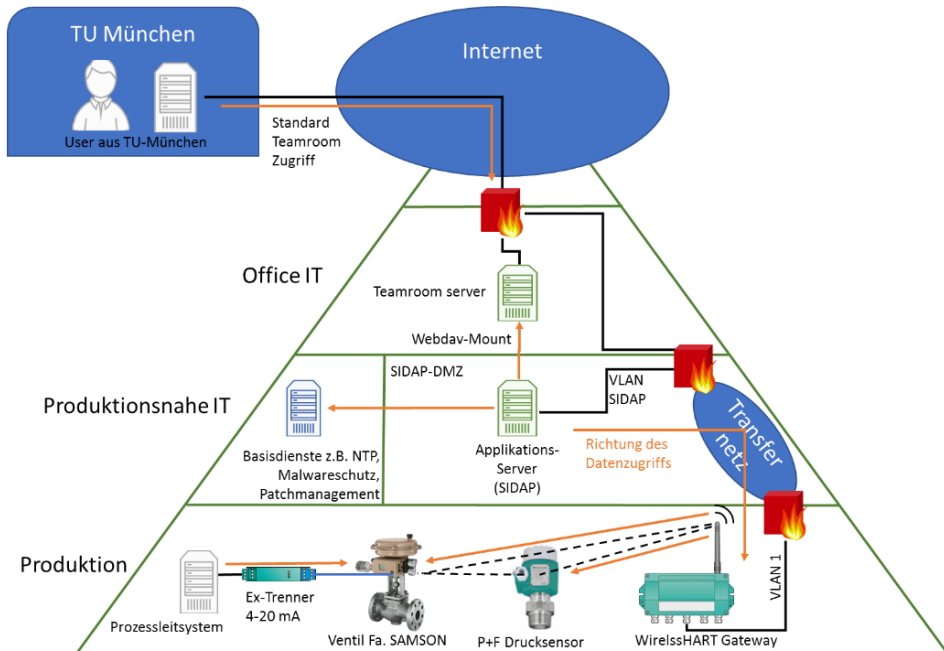 TU München
User aus TU-München
Internet
Standard
Teamroom
Zugriff
Office IT
Teamroom server
Webdav-Mount
Produktionsnahe IT
SIDAP-DMZ
VLAN
SIDAP
Transfer
netz
Basisdienste z.B. NTP,
Malwareschutz,
Patchmanagement
Applikations-
Server
(SIDAP)
Richtung des
Datenzugriffs
Produktion
Prozessleitsystem
Ex-Trenner
4-20 mA
Ventil Fa. SAMSON
P+F Drucksensor
WirelssHART Gateway
VLAN 1